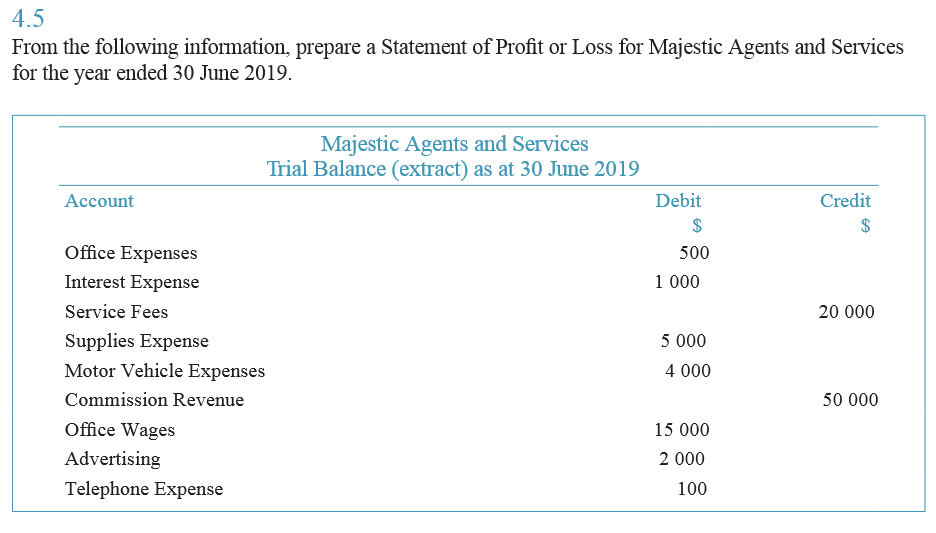 4.5
From the following information, prepare a Statement of Profit or Loss for Majestic Agents and Services
for the year ended 30 June 2019.
Majestic Agents and Services
Trial Balance (extract) as at 30 June 2019
Account Debit Credit
$ $
Office Expenses 500
Interest Expense 1 000
Service Fees 20 000
Supplies Expense 5 000
Motor Vehicle Expenses 4 000
Commission Revenue 50 000
Office Wages 15 000
Advertising 2 000
Telephone Expense 100